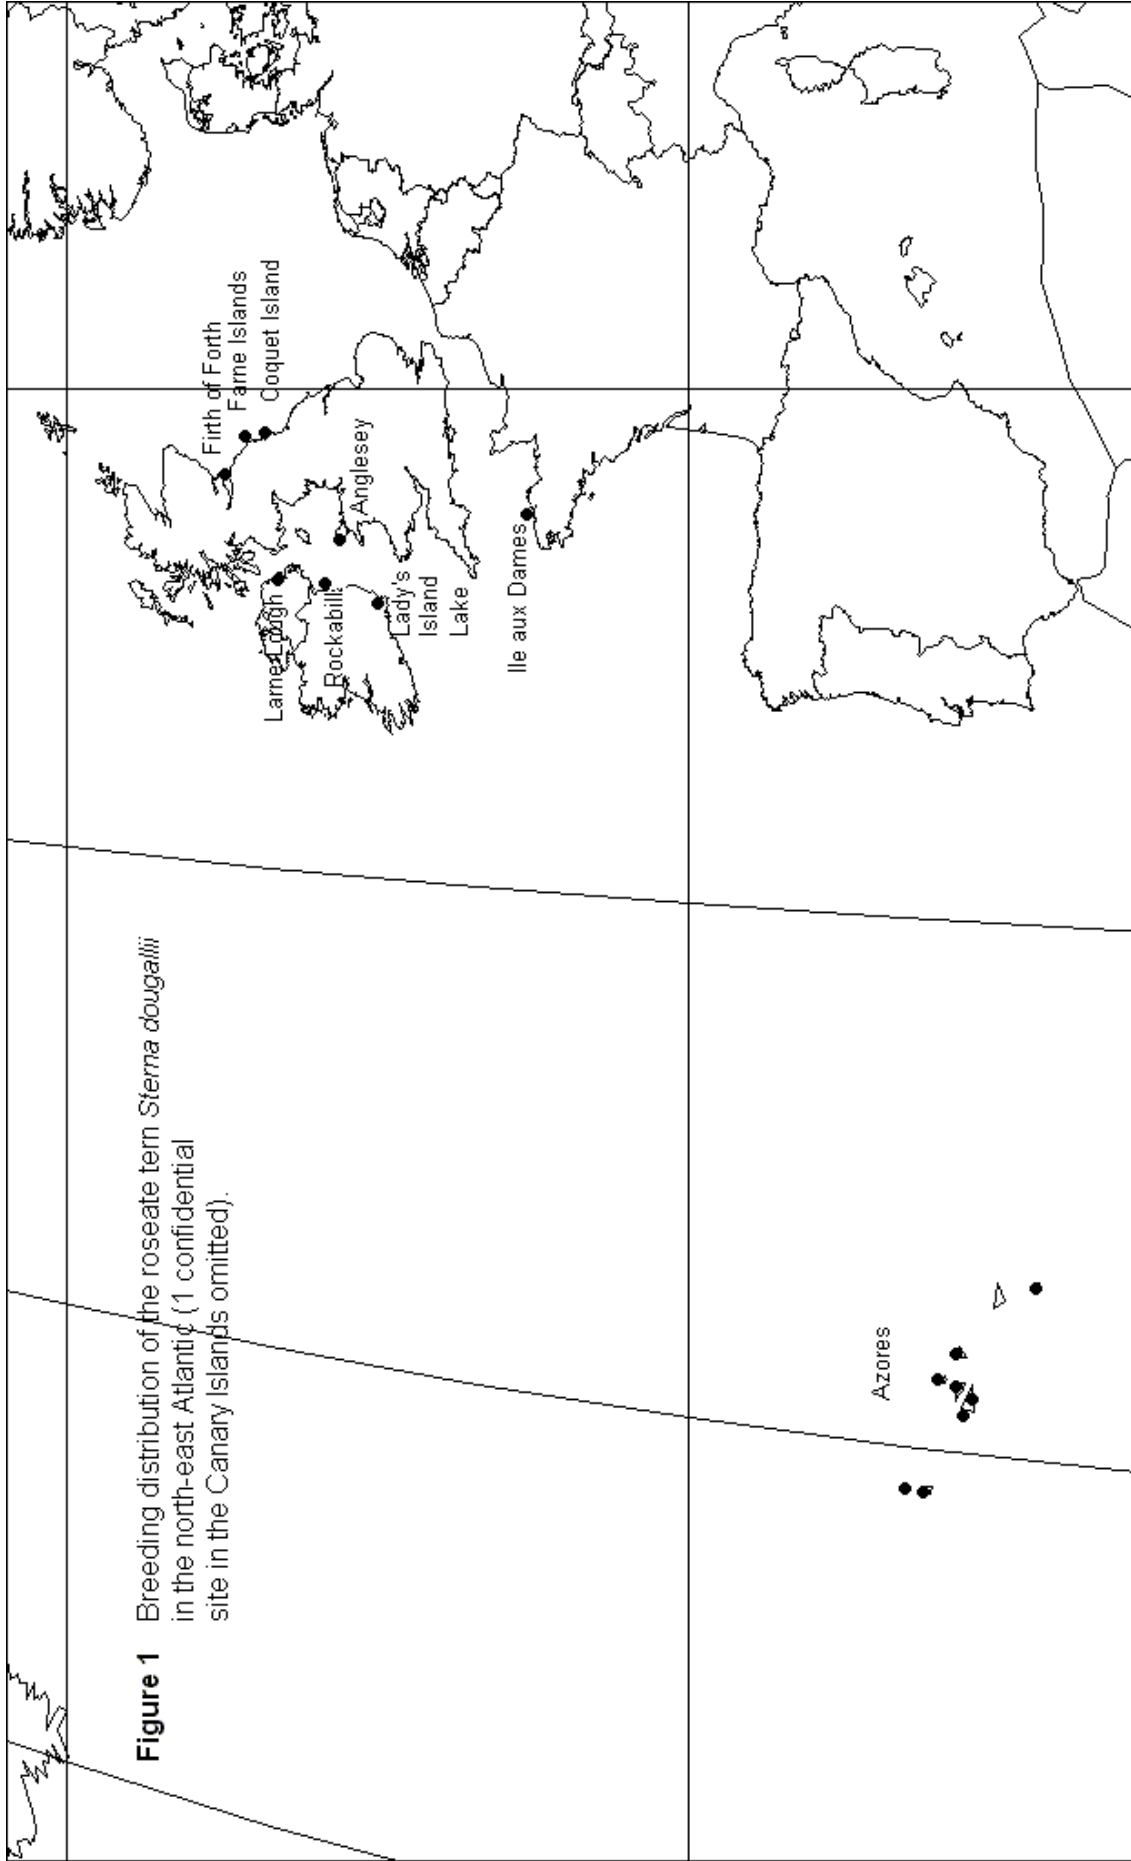 Figure 1 Breeding distribution of the roseate tern Sterna dougallii
in the north-east Atlantic (1 confidential
site in the Canary Islands omitted).
Firth of Forth
Farne Islands
Coquet Island
Larne Lough
Rockabill
Anglesey
Lady's
Island
Lake
Ile aux Dames
Azores